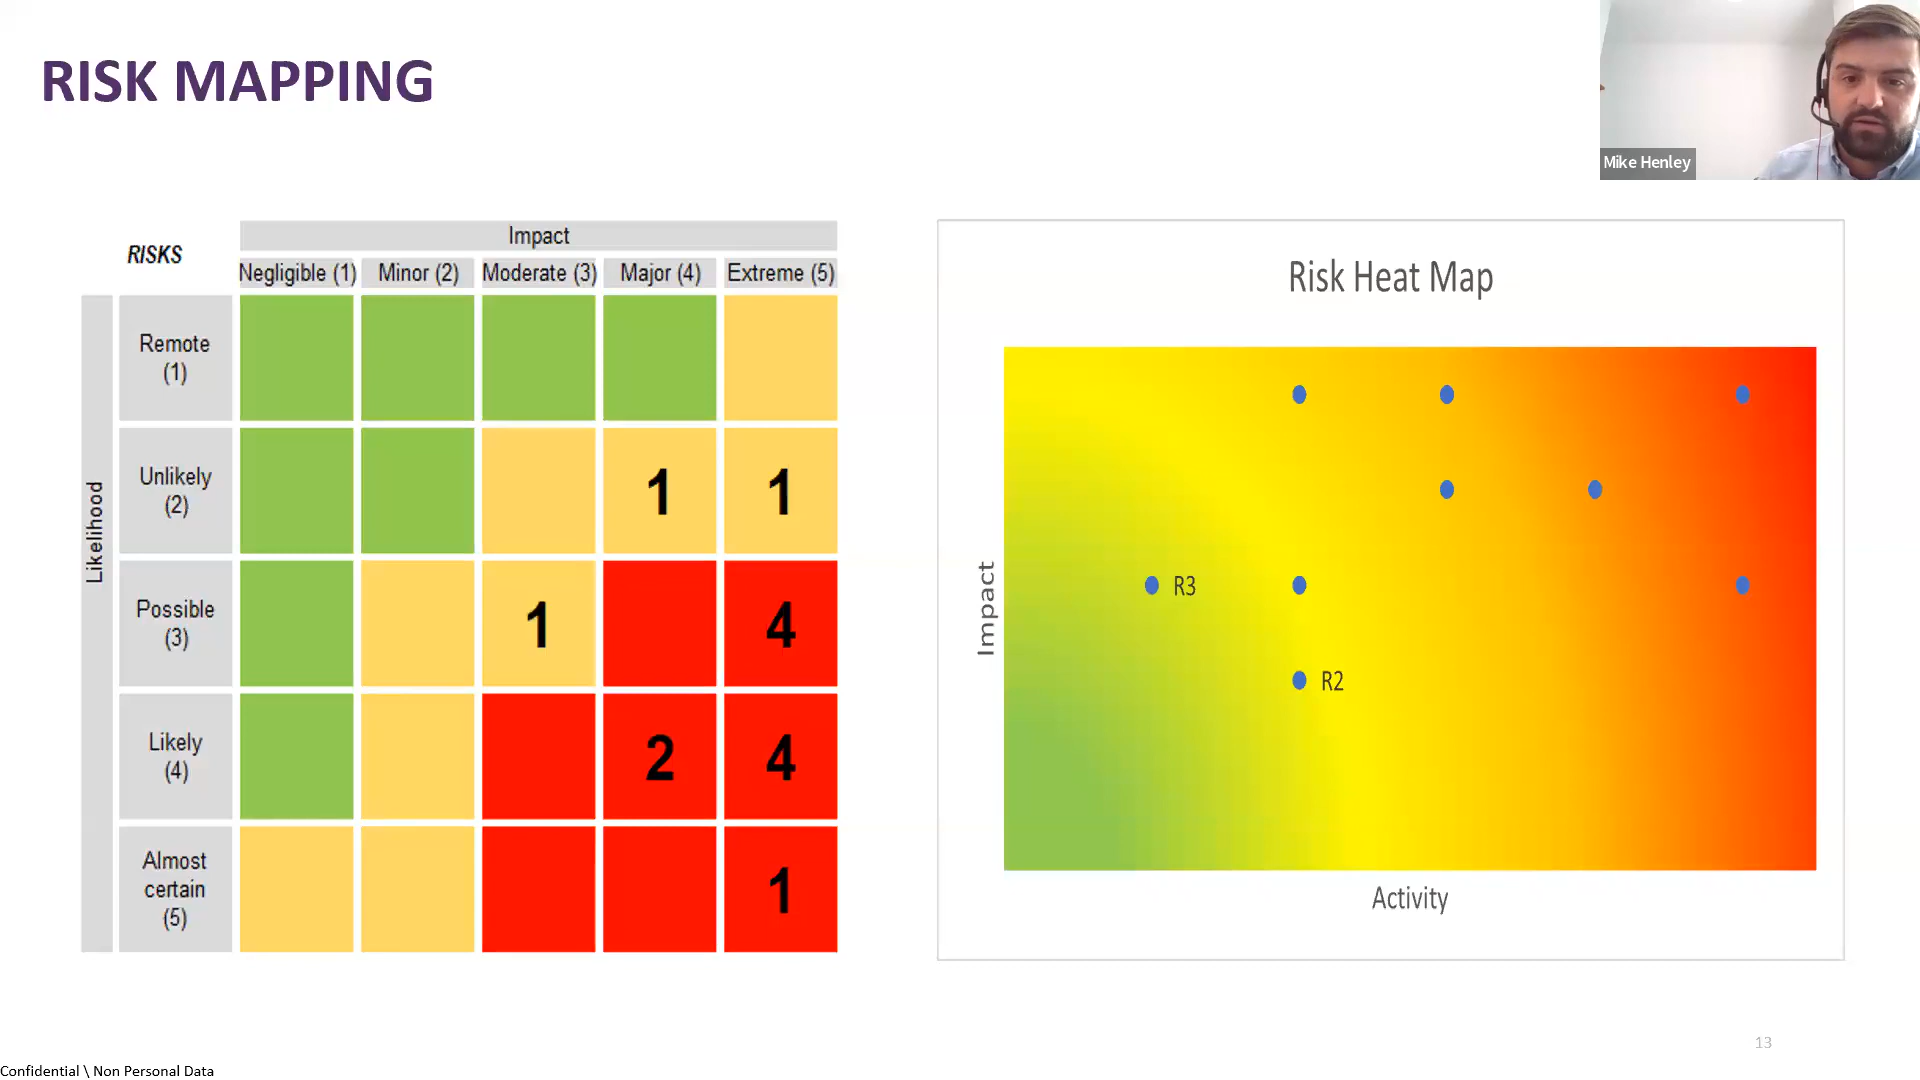 RISK MAPPING
Mike Henley
RISKS
Impact
Negligible (1) Minor (2) Moderate (3) Major (4) Extreme (5)
Likelihood
Remote
(1)
Unlikely
(2)
1 1
Possible
(3)
1 4
Likely
(4)
2 4
Almost
certain
(5)
1
Risk Heat Map
Impact
R3
R2
Activity
13
Confidential \ Non Personal Data